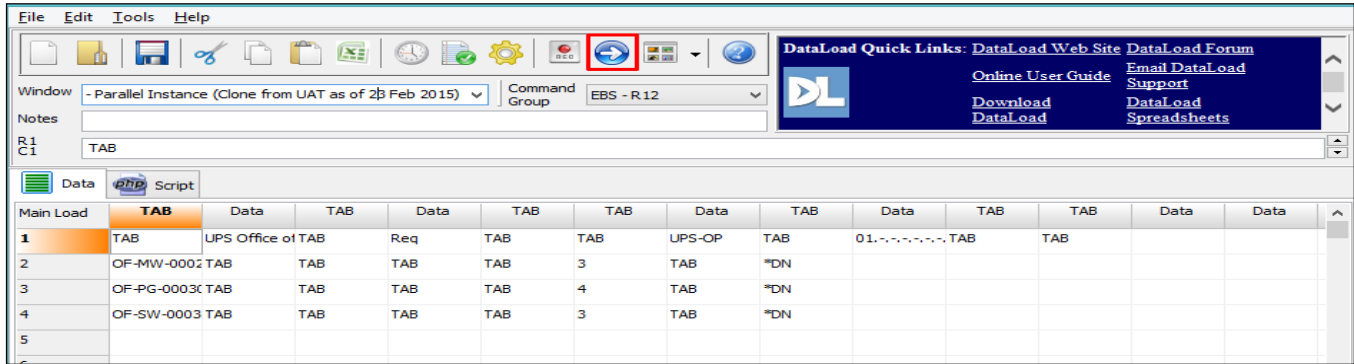 File Edit Tools Help
REC
DataLoad Quick Links: DataLoad Web Site DataLoad Forum
Online User Guide Email DataLoad Support
Download DataLoad DataLoad Spreadsheets
DL
Window - Parallel Instance (Clone from UAT as of 23 Feb 2015) Command Group EBS - R12
Notes
R1 C1 TAB
Data php Script
Main Load TAB Data TAB Data TAB TAB Data TAB Data TAB TAB Data Data
1 TAB UPS Office of TAB Req TAB TAB UPS-OP TAB 01.-.-.-.-.-. TAB TAB
2 OF-MW-0002 TAB TAB TAB TAB 3 TAB *DN
3 OF-PG-0003 TAB TAB TAB TAB 4 TAB *DN
4 OF-SW-0003 TAB TAB TAB TAB 3 TAB *DN
5